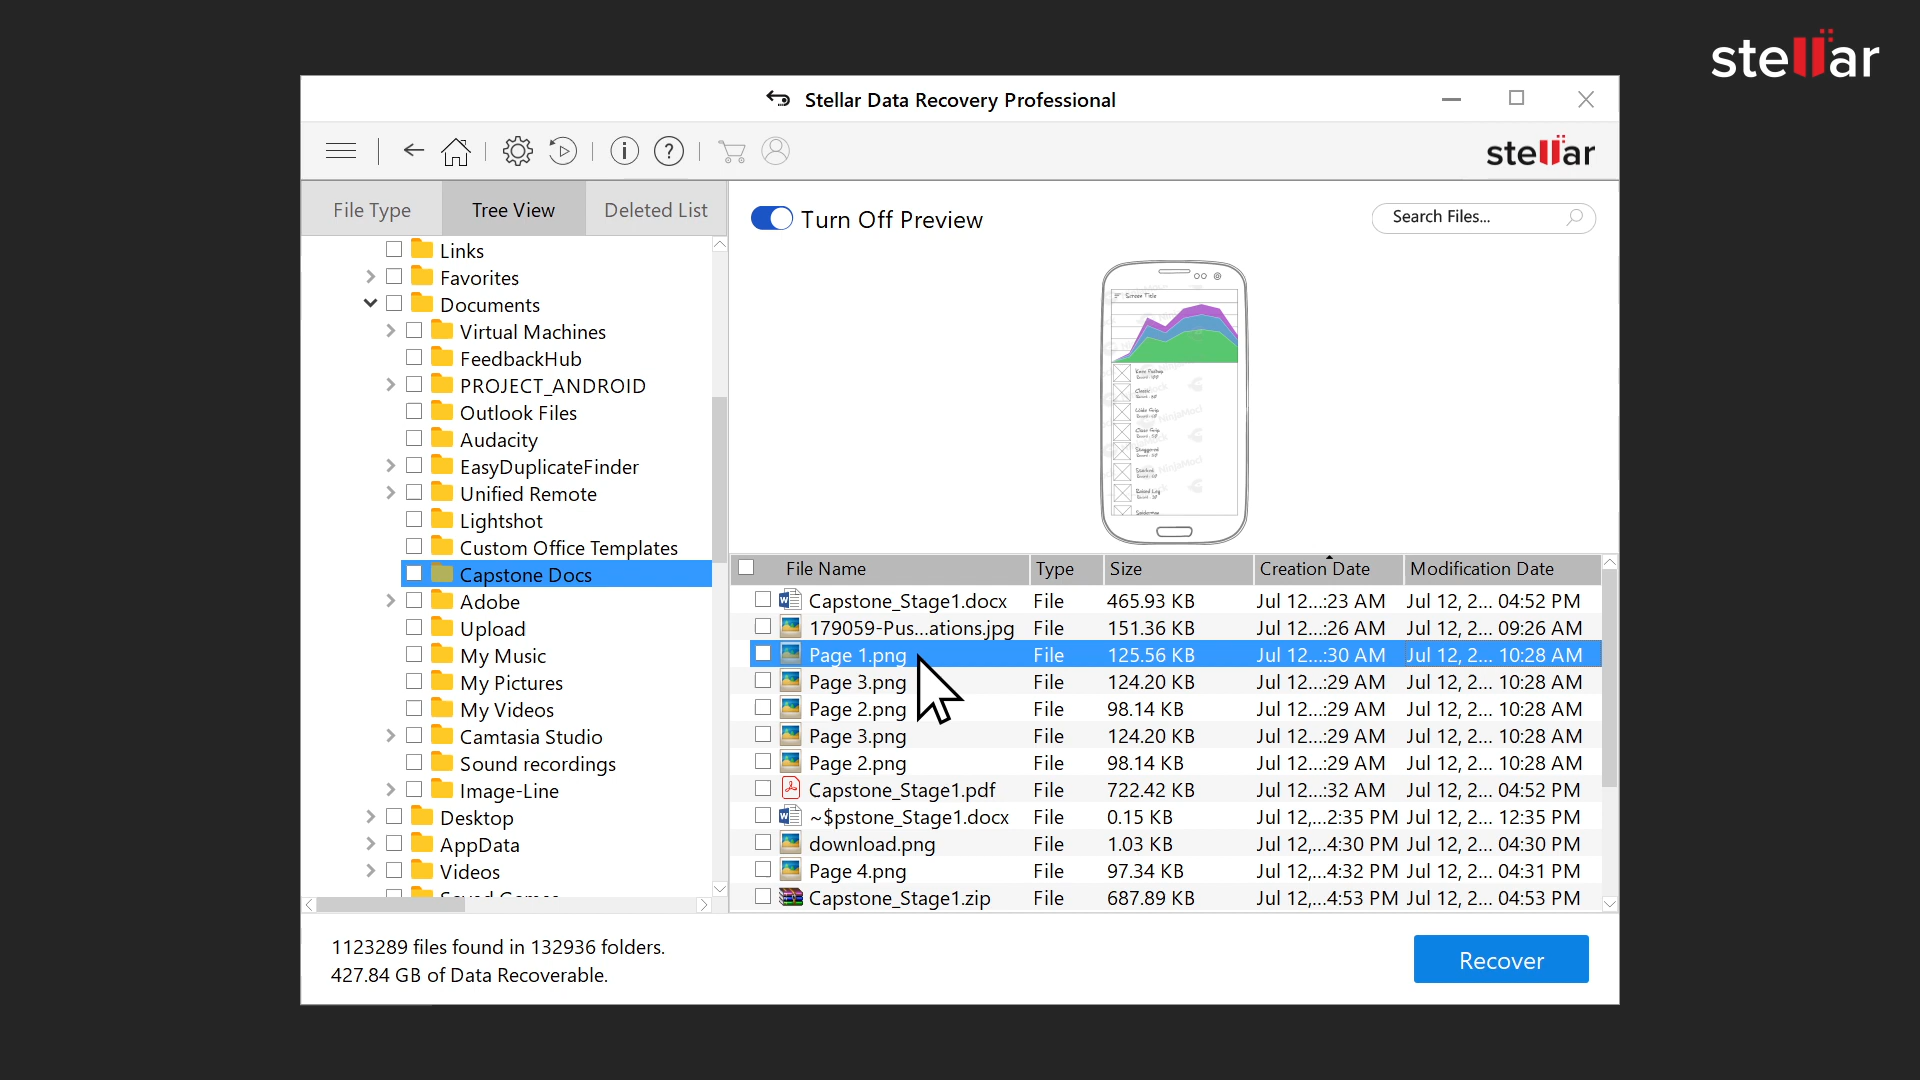 stellar
Stellar Data Recovery Professional
stellar
File Type Tree View Deleted List
Turn Off Preview
Search Files...
Links
Favorites
Documents
Virtual Machines
FeedbackHub
PROJECT_ANDROID
Outlook Files
Audacity
EasyDuplicateFinder
Unified Remote
Lightshot
Custom Office Templates
Capstone Docs
Adobe
Upload
My Music
My Pictures
My Videos
Camtasia Studio
Sound recordings
Image-Line
Desktop
AppData
Videos
Screen Title
File Name Type Size Creation Date Modification Date
Capstone_Stage1.docx File 465.93 KB Jul 12...:23 AM Jul 12, 2... 04:52 PM
179059-Pus...ations.jpg File 151.36 KB Jul 12...:26 AM Jul 12, 2... 09:26 AM
Page 1.png File 125.56 KB Jul 12...:30 AM Jul 12, 2... 10:28 AM
Page 3.png File 124.20 KB Jul 12...:29 AM Jul 12, 2... 10:28 AM
Page 2.png File 98.14 KB Jul 12...:29 AM Jul 12, 2... 10:28 AM
Page 3.png File 124.20 KB Jul 12...:29 AM Jul 12, 2... 10:28 AM
Page 2.png File 98.14 KB Jul 12...:29 AM Jul 12, 2... 10:28 AM
Capstone_Stage1.pdf File 722.42 KB Jul 12...:32 AM Jul 12, 2... 04:52 PM
~$pstone_Stage1.docx File 0.15 KB Jul 12,...2:35 PM Jul 12, 2... 12:35 PM
download.png File 1.03 KB Jul 12,...4:30 PM Jul 12, 2... 04:30 PM
Page 4.png File 97.34 KB Jul 12,...4:32 PM Jul 12, 2... 04:31 PM
Capstone_Stage1.zip File 687.89 KB Jul 12,...4:53 PM Jul 12, 2... 04:53 PM
1123289 files found in 132936 folders.
427.84 GB of Data Recoverable.
Recover